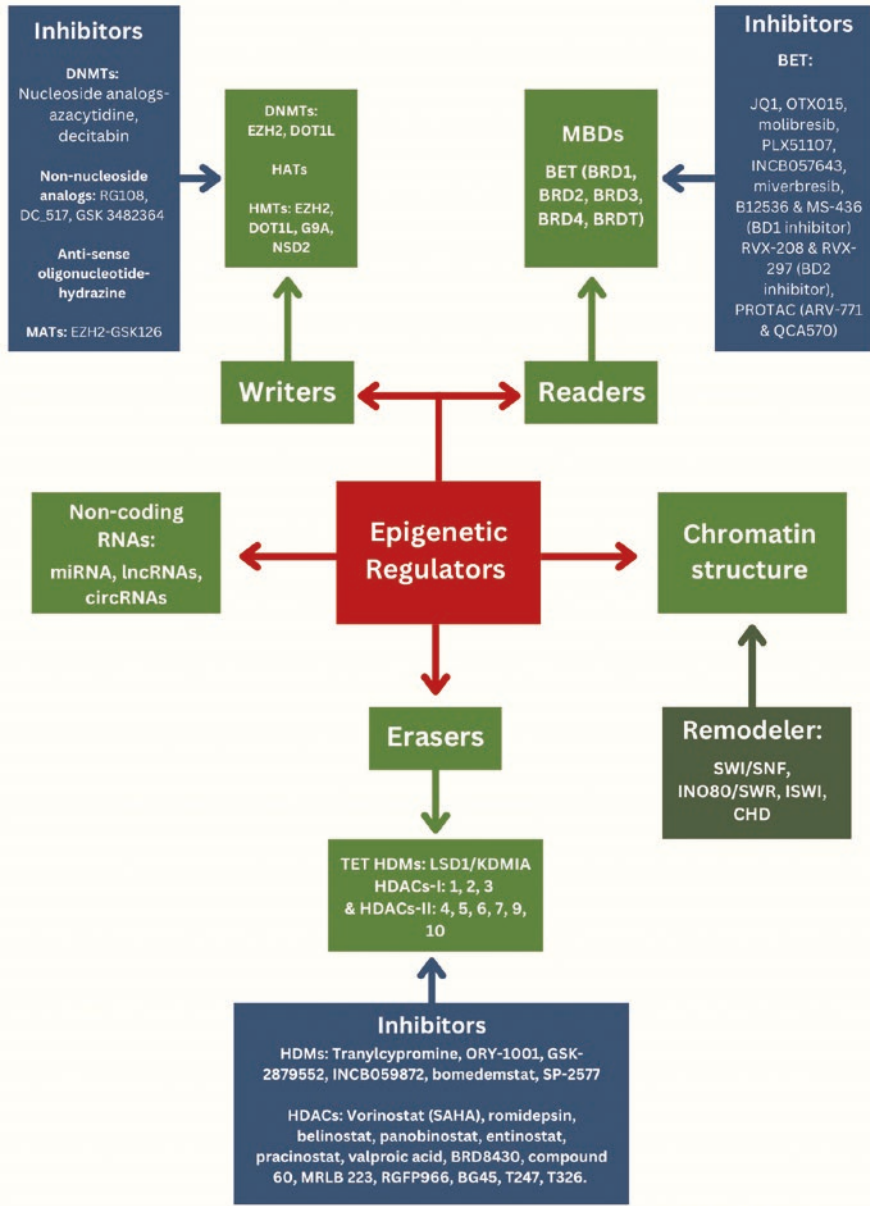 Inhibitors
DNMTs:
Nucleoside analogs-
azacytidine,
decitabin
Non-nucleoside
analogs: RG108,
DC_517, GSK 3482364
Anti-sense
oligonucleotide-
hydrazine
MATs: EZH2-GSK126
DNMTs:
EZH2, DOT1L
HATs
HMTs: EZH2,
DOT1L, G9A,
NSD2
MBDs
BET (BRD1,
BRD2, BRD3,
BRD4, BRDT)
Inhibitors
BET:
JQ1, OTX015,
molibresib,
PLX51107,
INCB057643,
miverbresib,
B12536 & MS-436
(BD1 inhibitor)
RVX-208 & RVX-
297 (BD2
inhibitor),
PROTAC (ARV-771
& QCA570)
Writers
Readers
Non-coding
RNAs:
miRNA, lncRNAs,
circRNAs
Epigenetic
Regulators
Chromatin
structure
Erasers
Remodeler:
SWI/SNF,
INO80/SWR, ISWI,
CHD
TET HDMs: LSD1/KDMIA
HDACs-I: 1, 2, 3
& HDACs-II: 4, 5, 6, 7, 9,
10
Inhibitors
HDMs: Tranylcypromine, ORY-1001, GSK-
2879552, INCB059872, bomedemstat, SP-2577
HDACs: Vorinostat (SAHA), romidepsin,
belinostat, panobinostat, entinostat,
pracinostat, valproic acid, BRD8430, compound
60, MRLB 223, RGFP966, BG45, T247, T326.